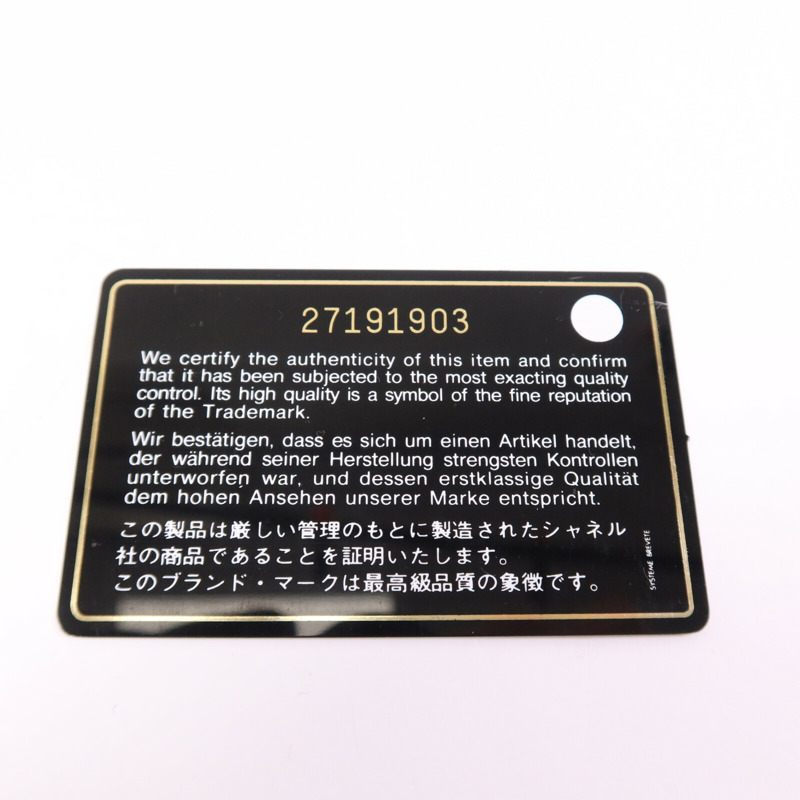 27191903
We certify the authenticity of this item and confirm
that it has been subjected to the most exacting quality
control. Its high quality is a symbol of the fine reputation
of the Trademark.
Wir bestätigen, dass es sich um einen Artikel handelt,
der während seiner Herstellung strengsten Kontrollen
unterworfen war, und dessen erstklassige Qualität
dem hohen Ansehen unserer Marke entspricht.
この製品は厳しい管理のもとに製造されたシャネル
社の商品であることを証明いたします。
このブランド・マークは最高級品質の象徴です。
SYSTEME BREVETE